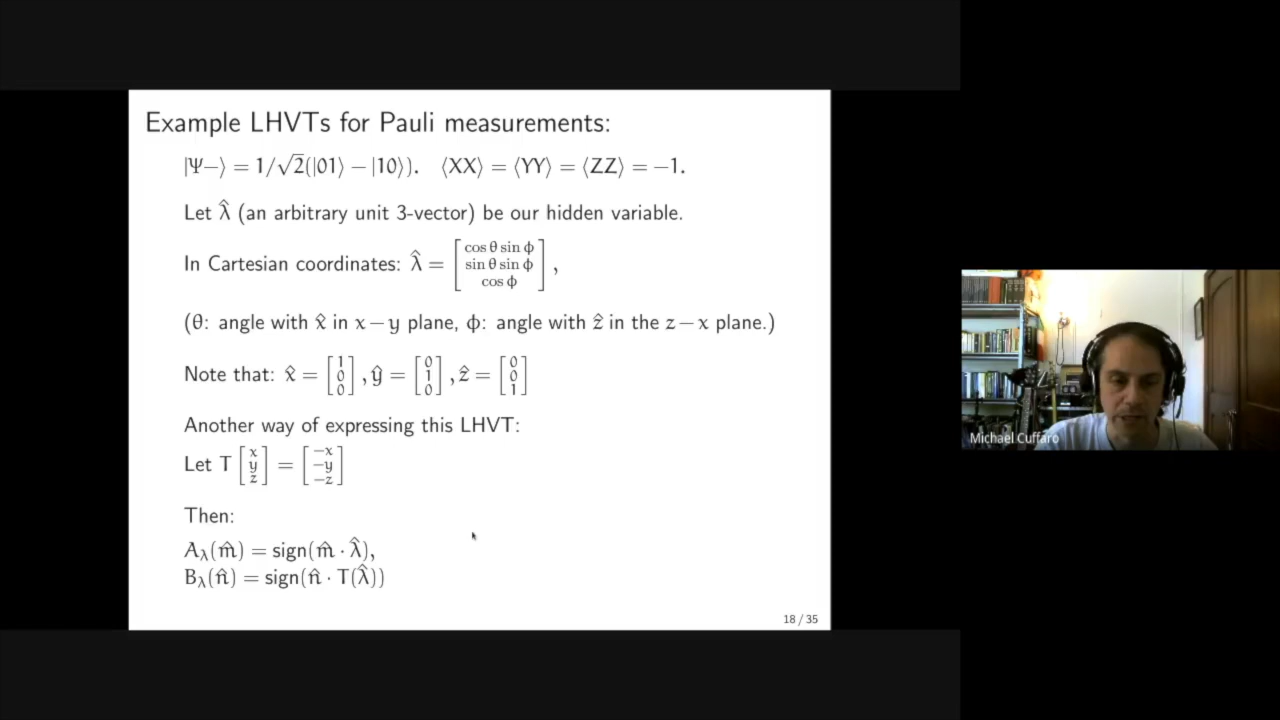 Example LHVTs for Pauli measurements:
|Ψ−⟩ = 1/√2(|01⟩ − |10⟩). ⟨XX⟩ = ⟨YY⟩ = ⟨ZZ⟩ = −1.
Let λ̂ (an arbitrary unit 3-vector) be our hidden variable.
In Cartesian coordinates: λ̂ = [cos θ sin ϕ; sin θ sin ϕ; cos ϕ],
(θ: angle with x̂ in x−y plane, ϕ: angle with ẑ in the z−x plane.)
Note that: x̂ = [1; 0; 0], ŷ = [0; 1; 0], ẑ = [0; 0; 1]
Another way of expressing this LHVT:
Let T [x; y; z] = [−x; −y; −z]
Then:
A_λ(m̂) = sign(m̂ · λ̂),
B_λ(n̂) = sign(n̂ · T(λ̂))
18 / 35
Michael Cuffaro